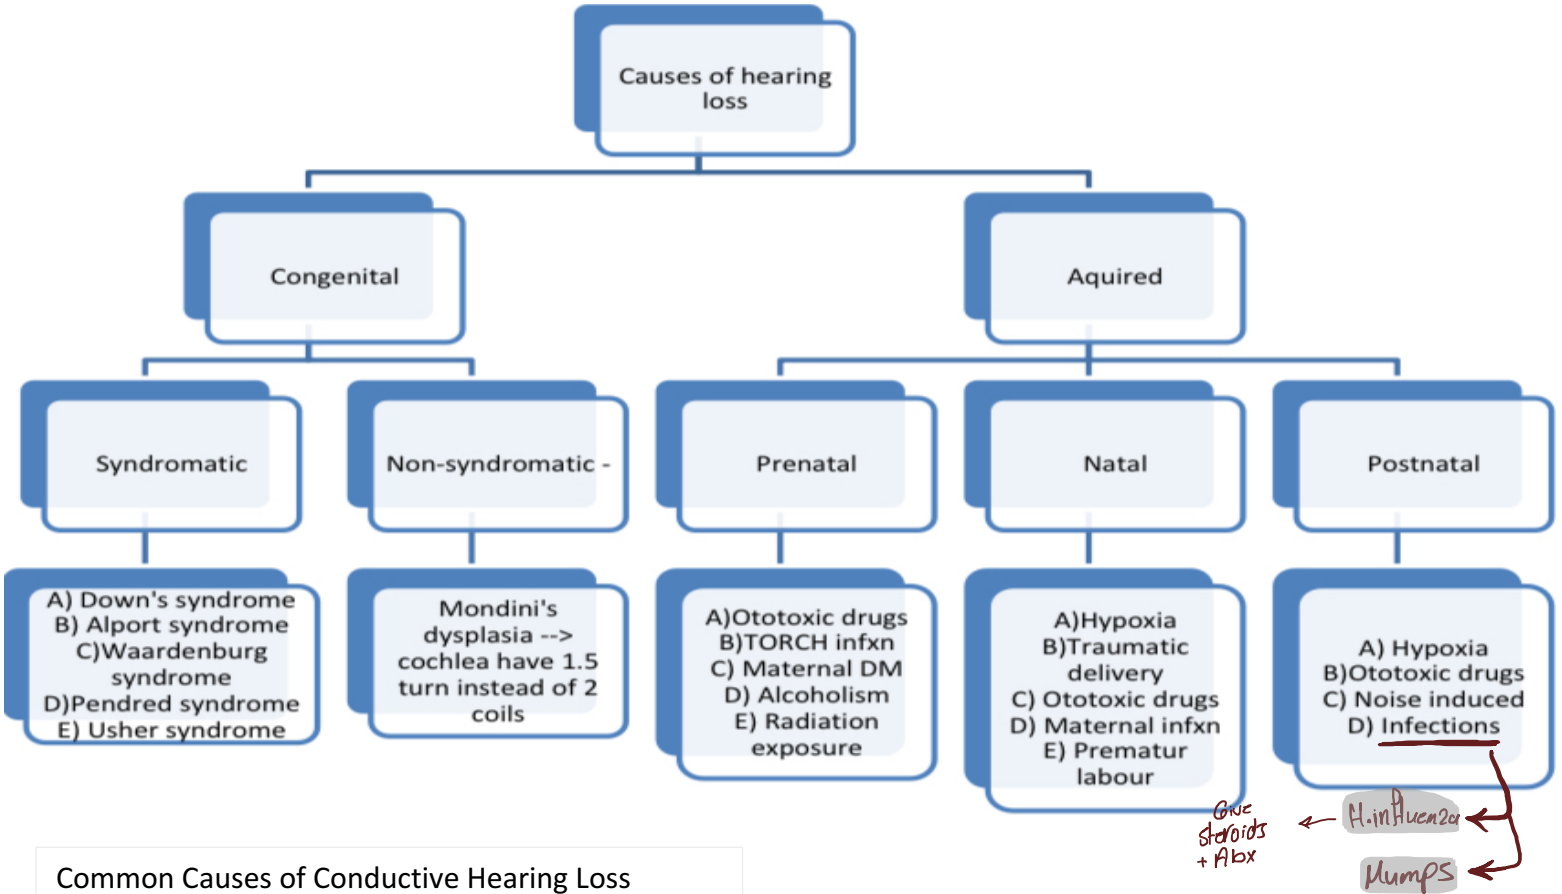 Causes of hearing
loss
Congenital
Aquired
Syndromatic
Non-syndromatic -
Prenatal
Natal
Postnatal
A) Down's syndrome
B) Alport syndrome
C)Waardenburg
syndrome
D)Pendred syndrome
E) Usher syndrome
Mondini's
dysplasia -->
cochlea have 1.5
turn instead of 2
coils
A)Ototoxic drugs
B)TORCH infxn
C) Maternal DM
D) Alcoholism
E) Radiation
exposure
A)Hypoxia
B)Traumatic
delivery
C) Ototoxic drugs
D) Maternal infxn
E) Prematur
labour
A) Hypoxia
B)Ototoxic drugs
C) Noise induced
D) Infections
H.influenza
Give
steroids
+ Abx
Mumps
Common Causes of Conductive Hearing Loss